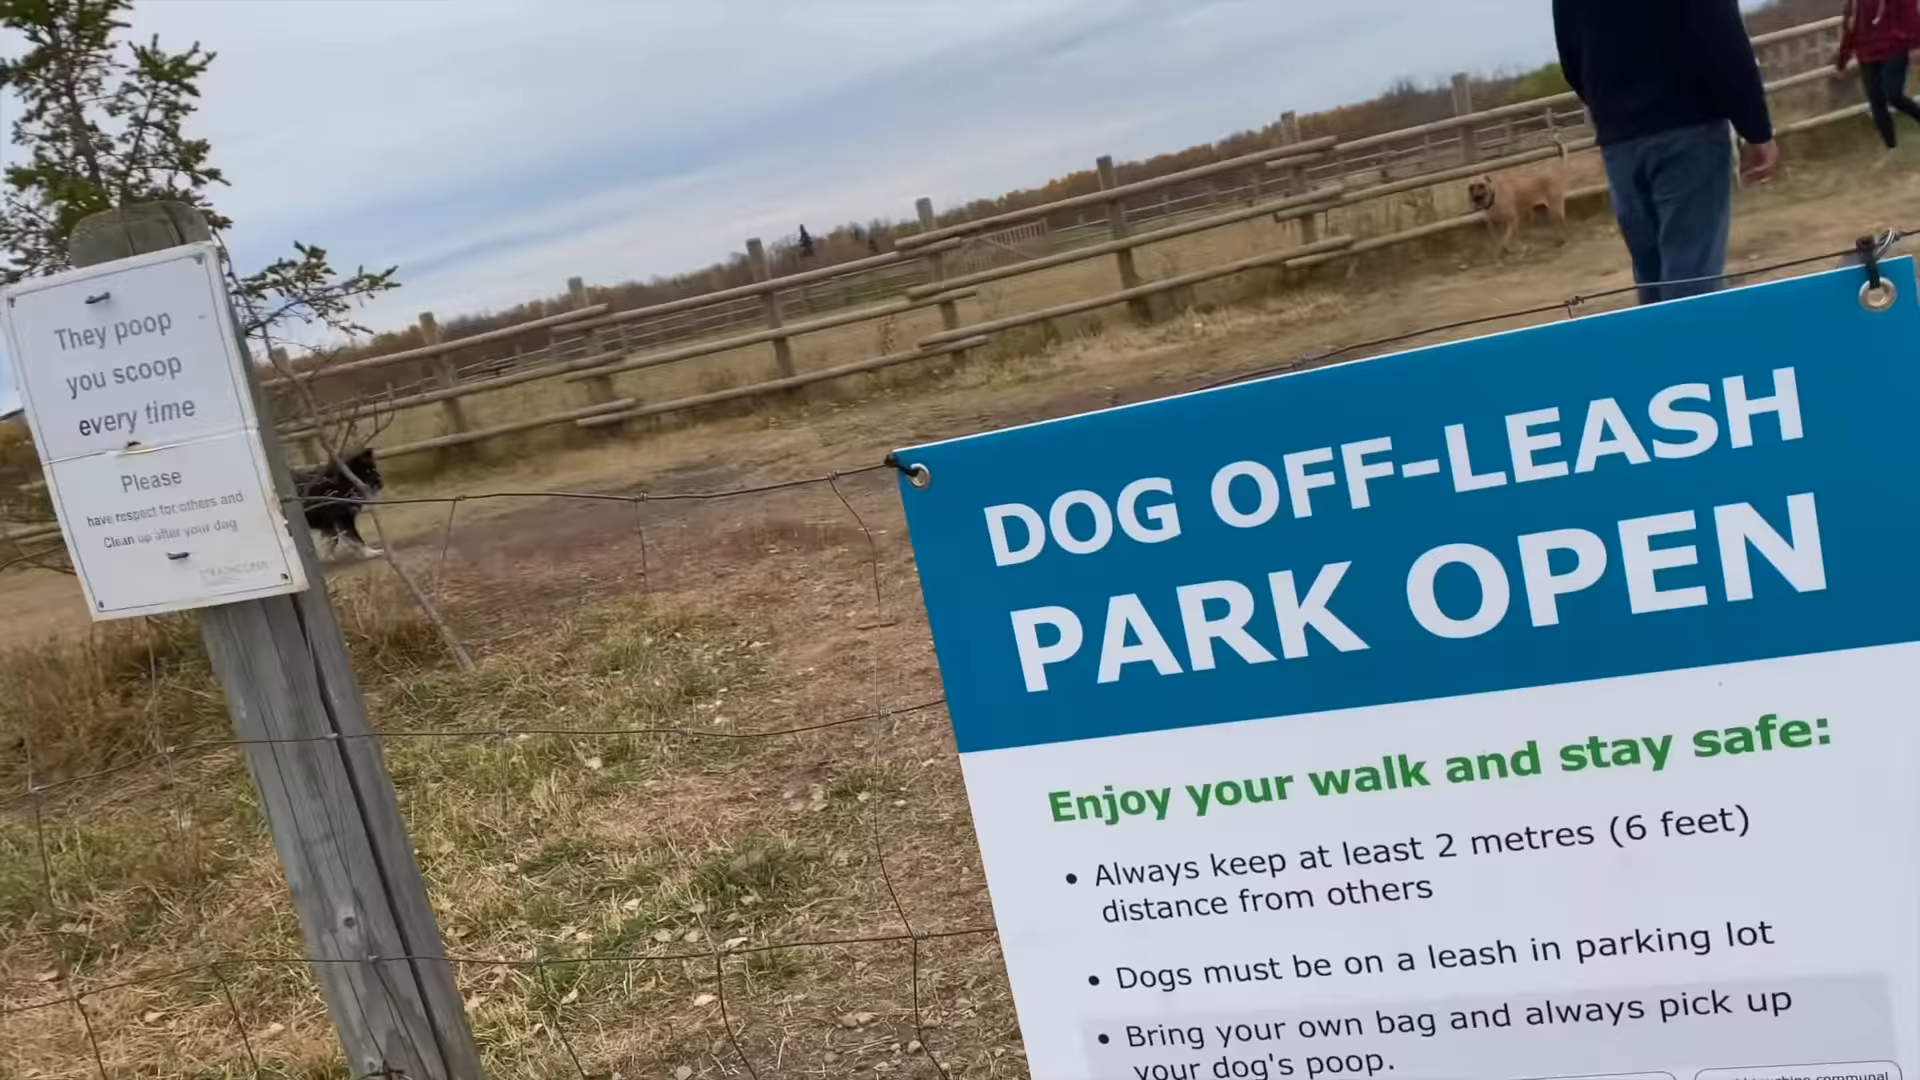 They poop
you scoop
every time
Please
have respect for others and
Clean up after your dog
DOG OFF-LEASH
PARK OPEN
Enjoy your walk and stay safe:
• Always keep at least 2 metres (6 feet)
distance from others
• Dogs must be on a leash in parking lot
• Bring your own bag and always pick up
your dog's poop.
communal